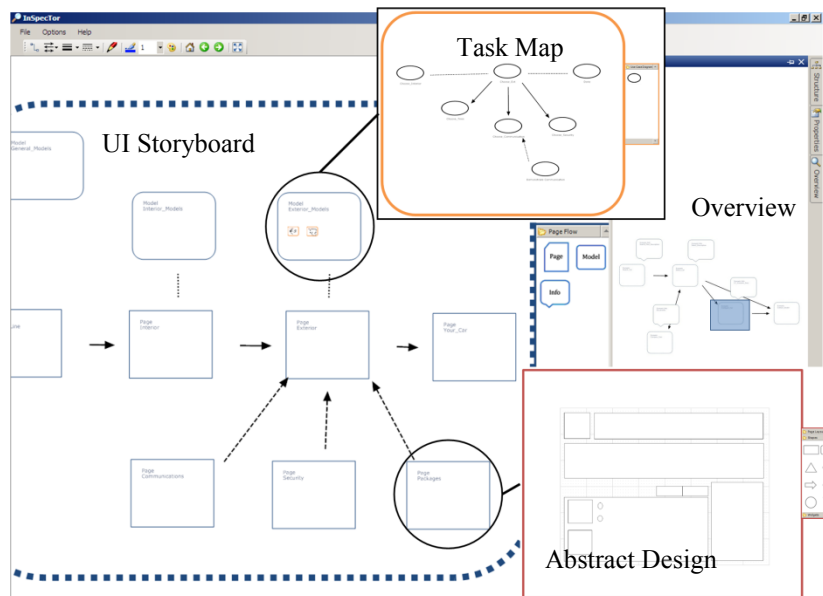 InSpecTor
File Options Help
1
Task Map
UI Storyboard
Overview
Structure
Properties
Overview
Model
General_Models
Model
Interior_Models
Model
Exterior_Models
Page Flow
Page
Model
Info
Page
Interior
Page
Exterior
Page
Your_Car
Page
Communications
Page
Security
Page
Packages
Abstract Design